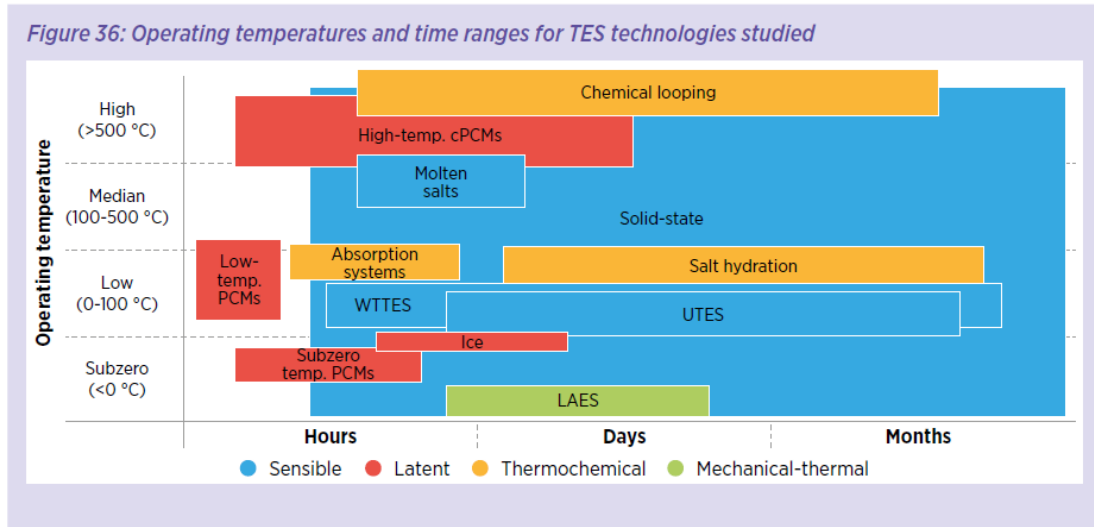 Figure 36: Operating temperatures and time ranges for TES technologies studied
Operating temperature
High
(>500 °C)
Median
(100-500 °C)
Low
(0-100 °C)
Subzero
(<0 °C)
Chemical looping
High-temp. cPCMs
Molten
salts
Solid-state
Low-
temp.
PCMs
Absorption
systems
Salt hydration
WTTES
UTES
Ice
Subzero
temp. PCMs
LAES
Hours
Days
Months
Sensible
Latent
Thermochemical
Mechanical-thermal